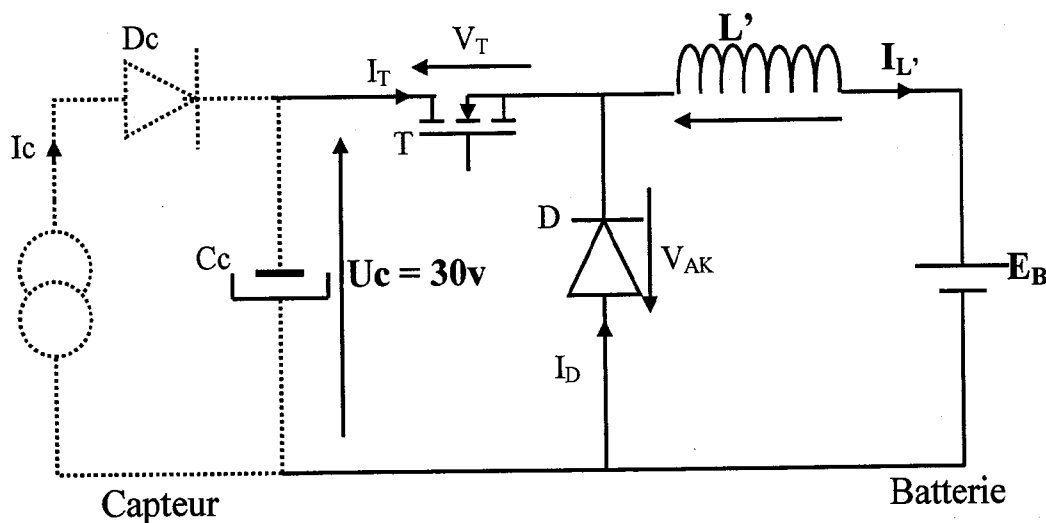 Dc
V_T
L'
I_T
I_L'
Ic
T
D
V_AK
Cc
Uc = 30v
E_B
I_D
Capteur
Batterie